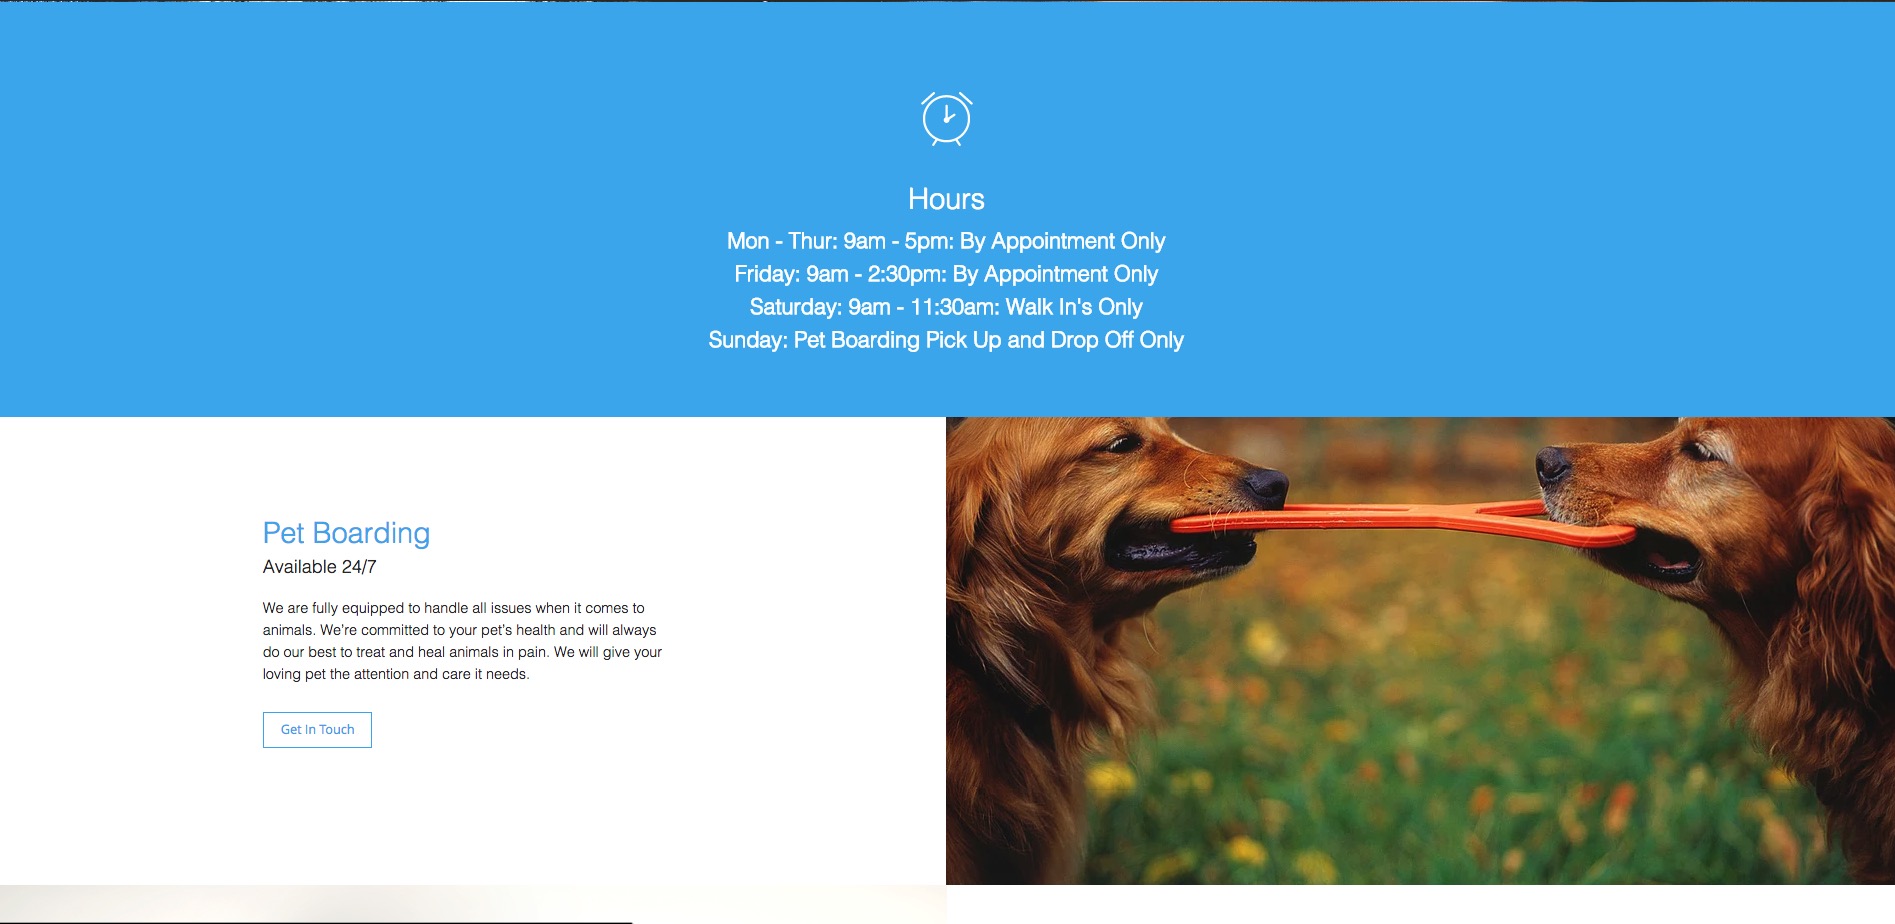 Hours
Mon - Thur: 9am - 5pm: By Appointment Only
Friday: 9am - 2:30pm: By Appointment Only
Saturday: 9am - 11:30am: Walk In's Only
Sunday: Pet Boarding Pick Up and Drop Off Only
Pet Boarding
Available 24/7
We are fully equipped to handle all issues when it comes to
animals. We're committed to your pet's health and will always
do our best to treat and heal animals in pain. We will give your
loving pet the attention and care it needs.
Get In Touch